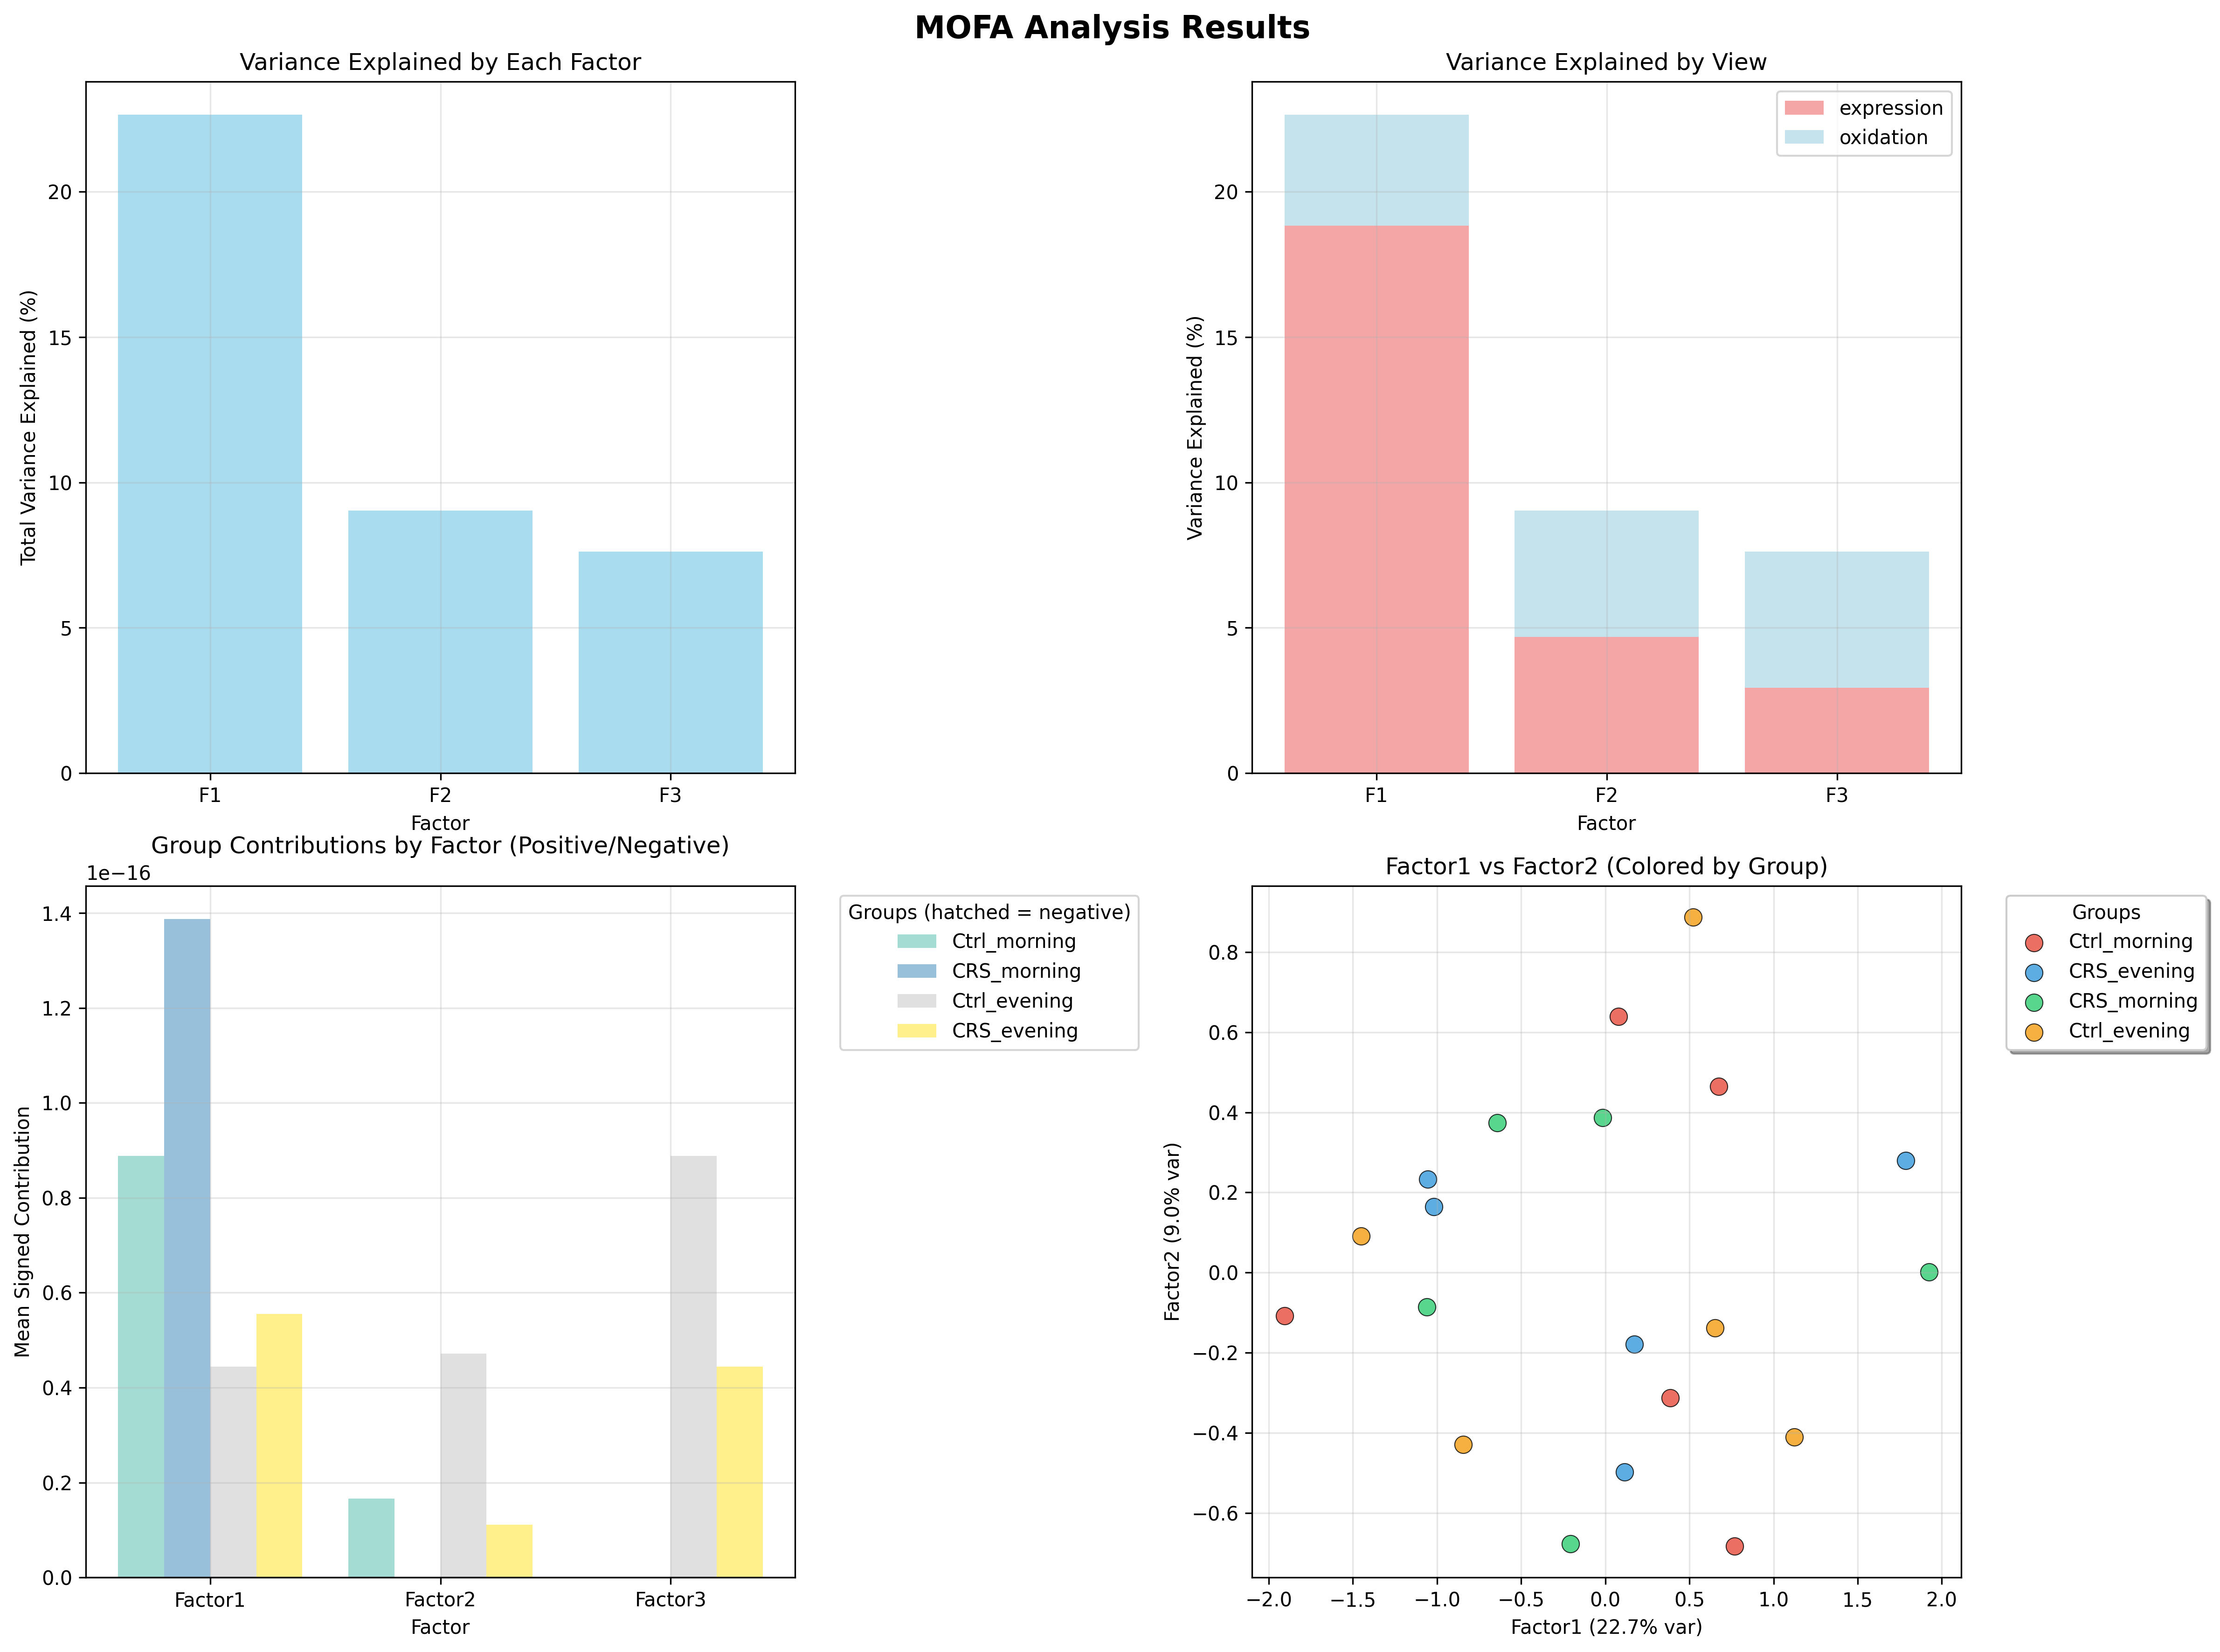 MOFA Analysis Results
Variance Explained by Each Factor
Total Variance Explained (%)
20
15
10
5
0
F1 F2 F3
Factor
Variance Explained by View
Variance Explained (%)
expression
oxidation
20
15
10
5
0
F1 F2 F3
Factor
Group Contributions by Factor (Positive/Negative)
1e−16
Mean Signed Contribution
1.4
1.2
1.0
0.8
0.6
0.4
0.2
0.0
Factor1 Factor2 Factor3
Factor
Groups (hatched = negative)
Ctrl_morning
CRS_morning
Ctrl_evening
CRS_evening
Factor1 vs Factor2 (Colored by Group)
Factor2 (9.0% var)
0.8
0.6
0.4
0.2
0.0
−0.2
−0.4
−0.6
−2.0 −1.5 −1.0 −0.5 0.0 0.5 1.0 1.5 2.0
Factor1 (22.7% var)
Groups
Ctrl_morning
CRS_evening
CRS_morning
Ctrl_evening